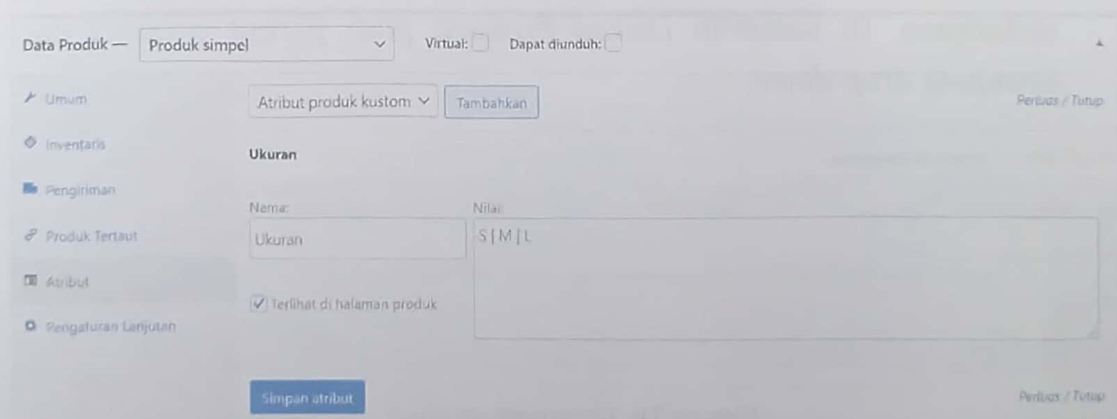 Data Produk — Produk simpel Virtual: Dapat diunduh:
Umum
Atribut produk kustom Tambahkan
Perluas / Tutup
Inventaris
Ukuran
Pengiriman
Nama:
Nilai:
Produk Tertaut
Ukuran
S | M | L
Atribut
Terlihat di halaman produk
Pengaturan Lanjutan
Simpan atribut
Perluas / Tutup